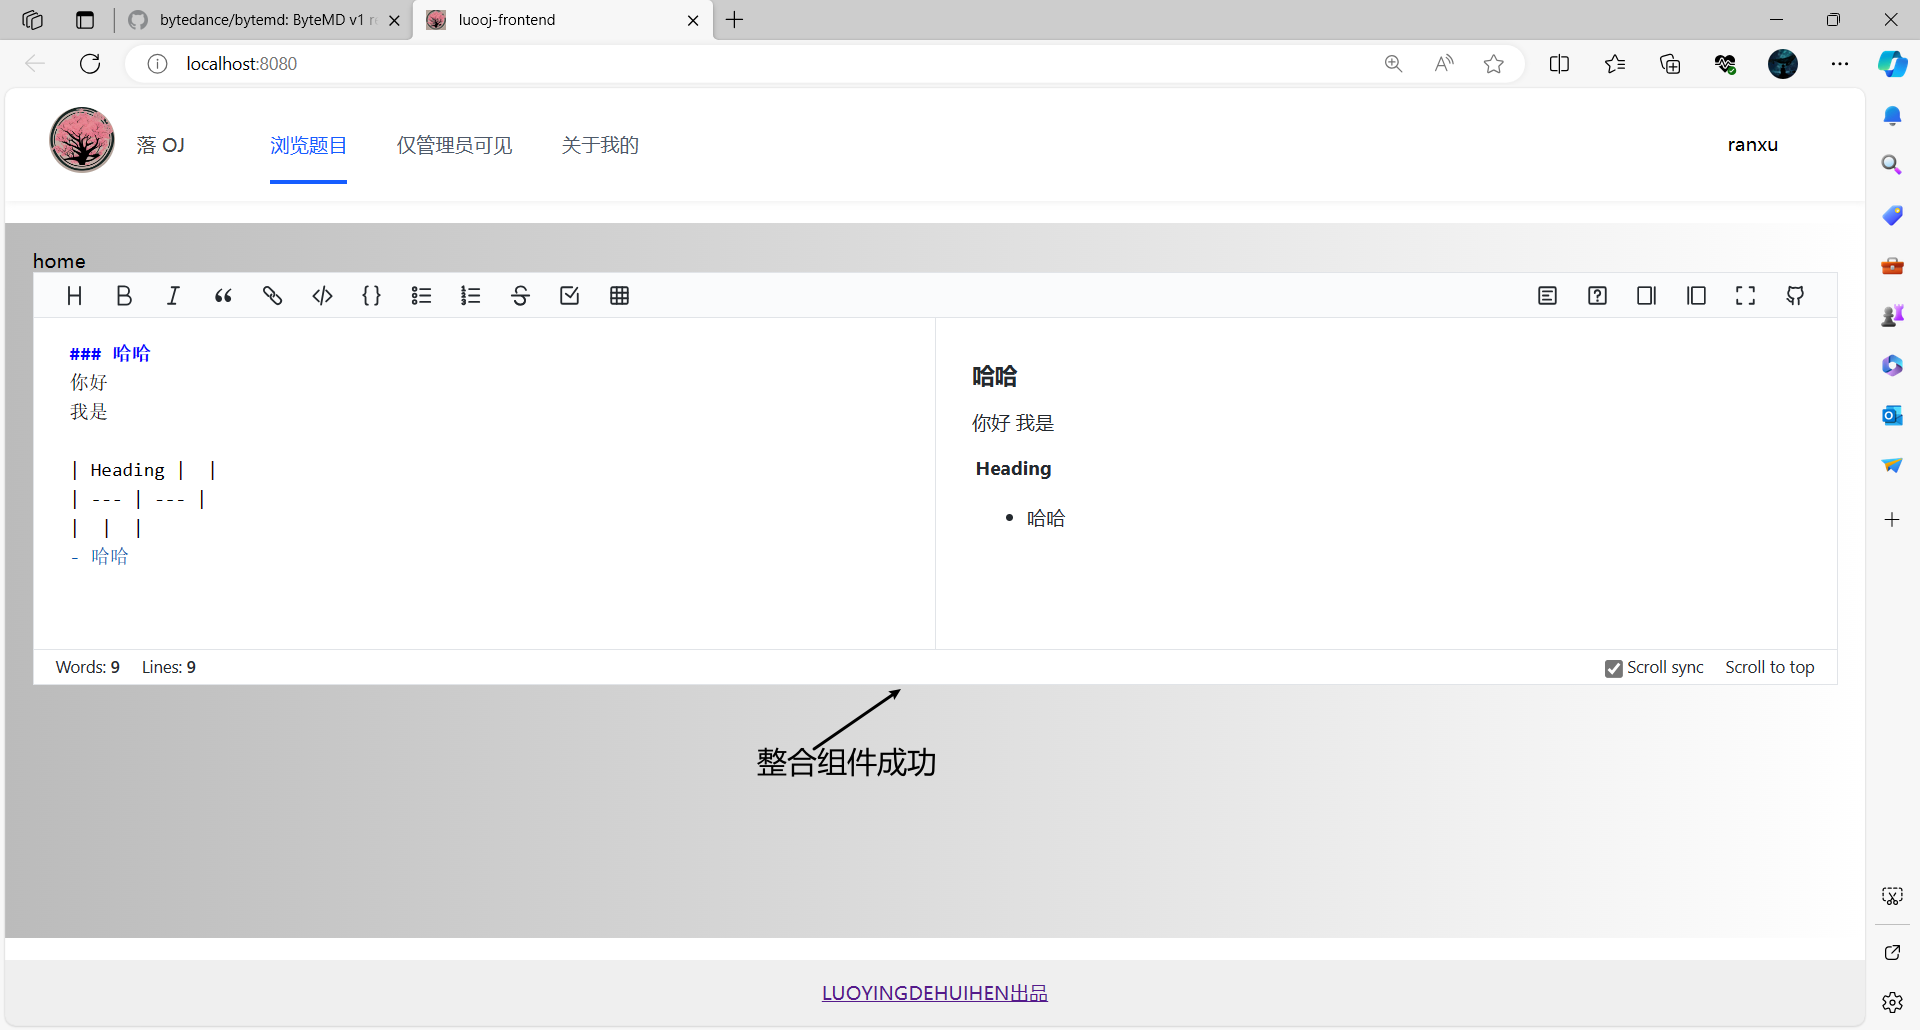 bytedance/bytemd: ByteMD v1 r
luooj-frontend
localhost:8080
落 OJ
浏览题目
仅管理员可见
关于我的
ranxu
home
### 哈哈
你好
我是
| Heading |  |
| --- | --- |
|  |  |
- 哈哈
哈哈
你好 我是
Heading
• 哈哈
Words: 9
Lines: 9
Scroll sync
Scroll to top
整合组件成功
LUOYINGDEHUIHEN出品